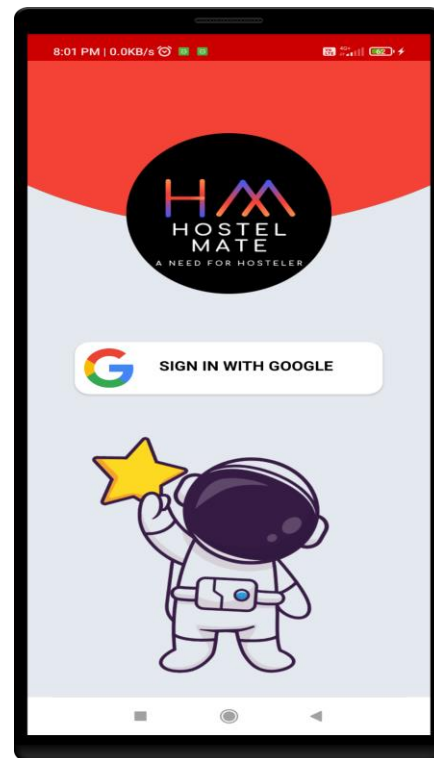 8:01 PM | 0.0KB/s
HM
HOSTEL
MATE
A NEED FOR HOSTELER
SIGN IN WITH GOOGLE